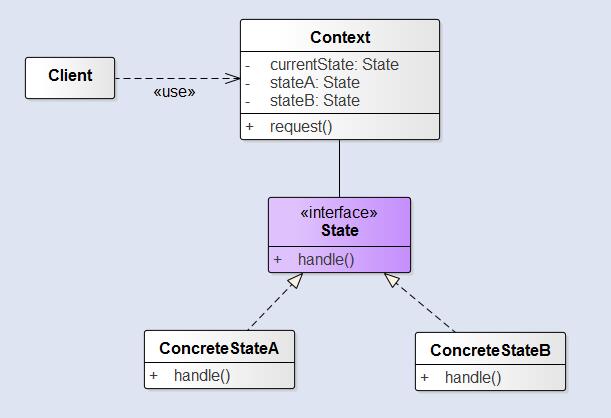 Context
- currentState: State
- stateA: State
- stateB: State
+ request()
Client
«use»
«interface»
State
+ handle()
ConcreteStateA
+ handle()
ConcreteStateB
+ handle()